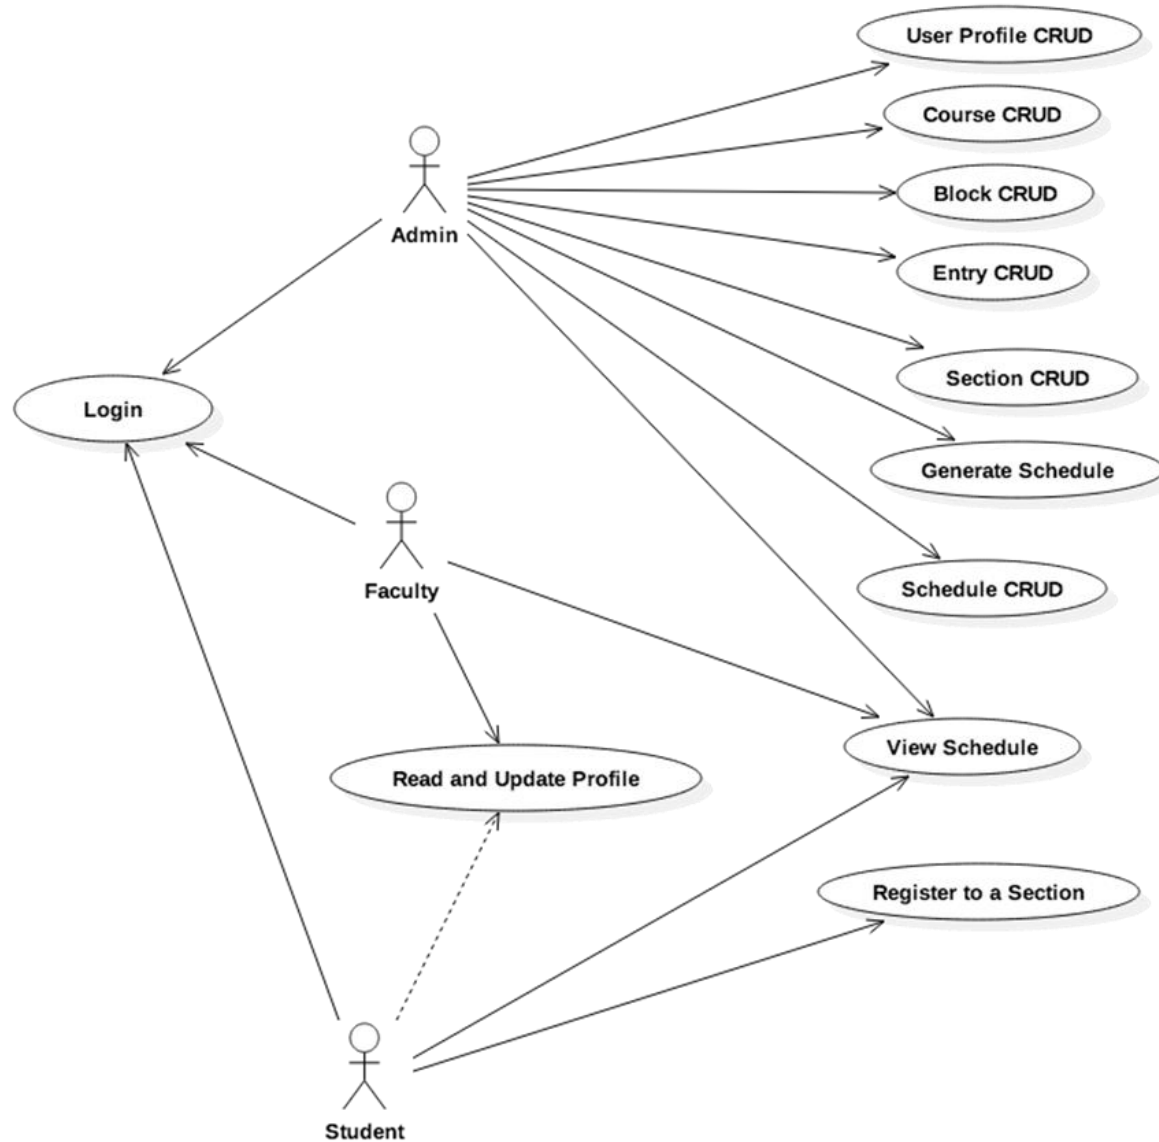 User Profile CRUD
Course CRUD
Block CRUD
Admin
Entry CRUD
Section CRUD
Login
Generate Schedule
Faculty
Schedule CRUD
View Schedule
Read and Update Profile
Register to a Section
Student